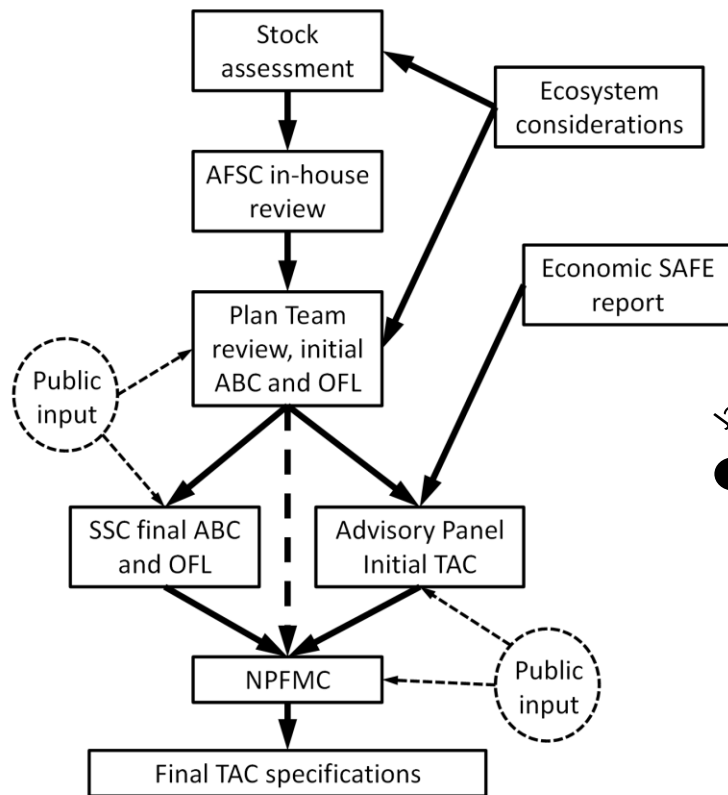 Stock
assessment
Ecosystem
considerations
AFSC in-house
review
Economic SAFE
report
Plan Team
review, initial
ABC and OFL
Public
input
SSC final ABC
and OFL
Advisory Panel
Initial TAC
NPFMC
Public
input
Final TAC specifications